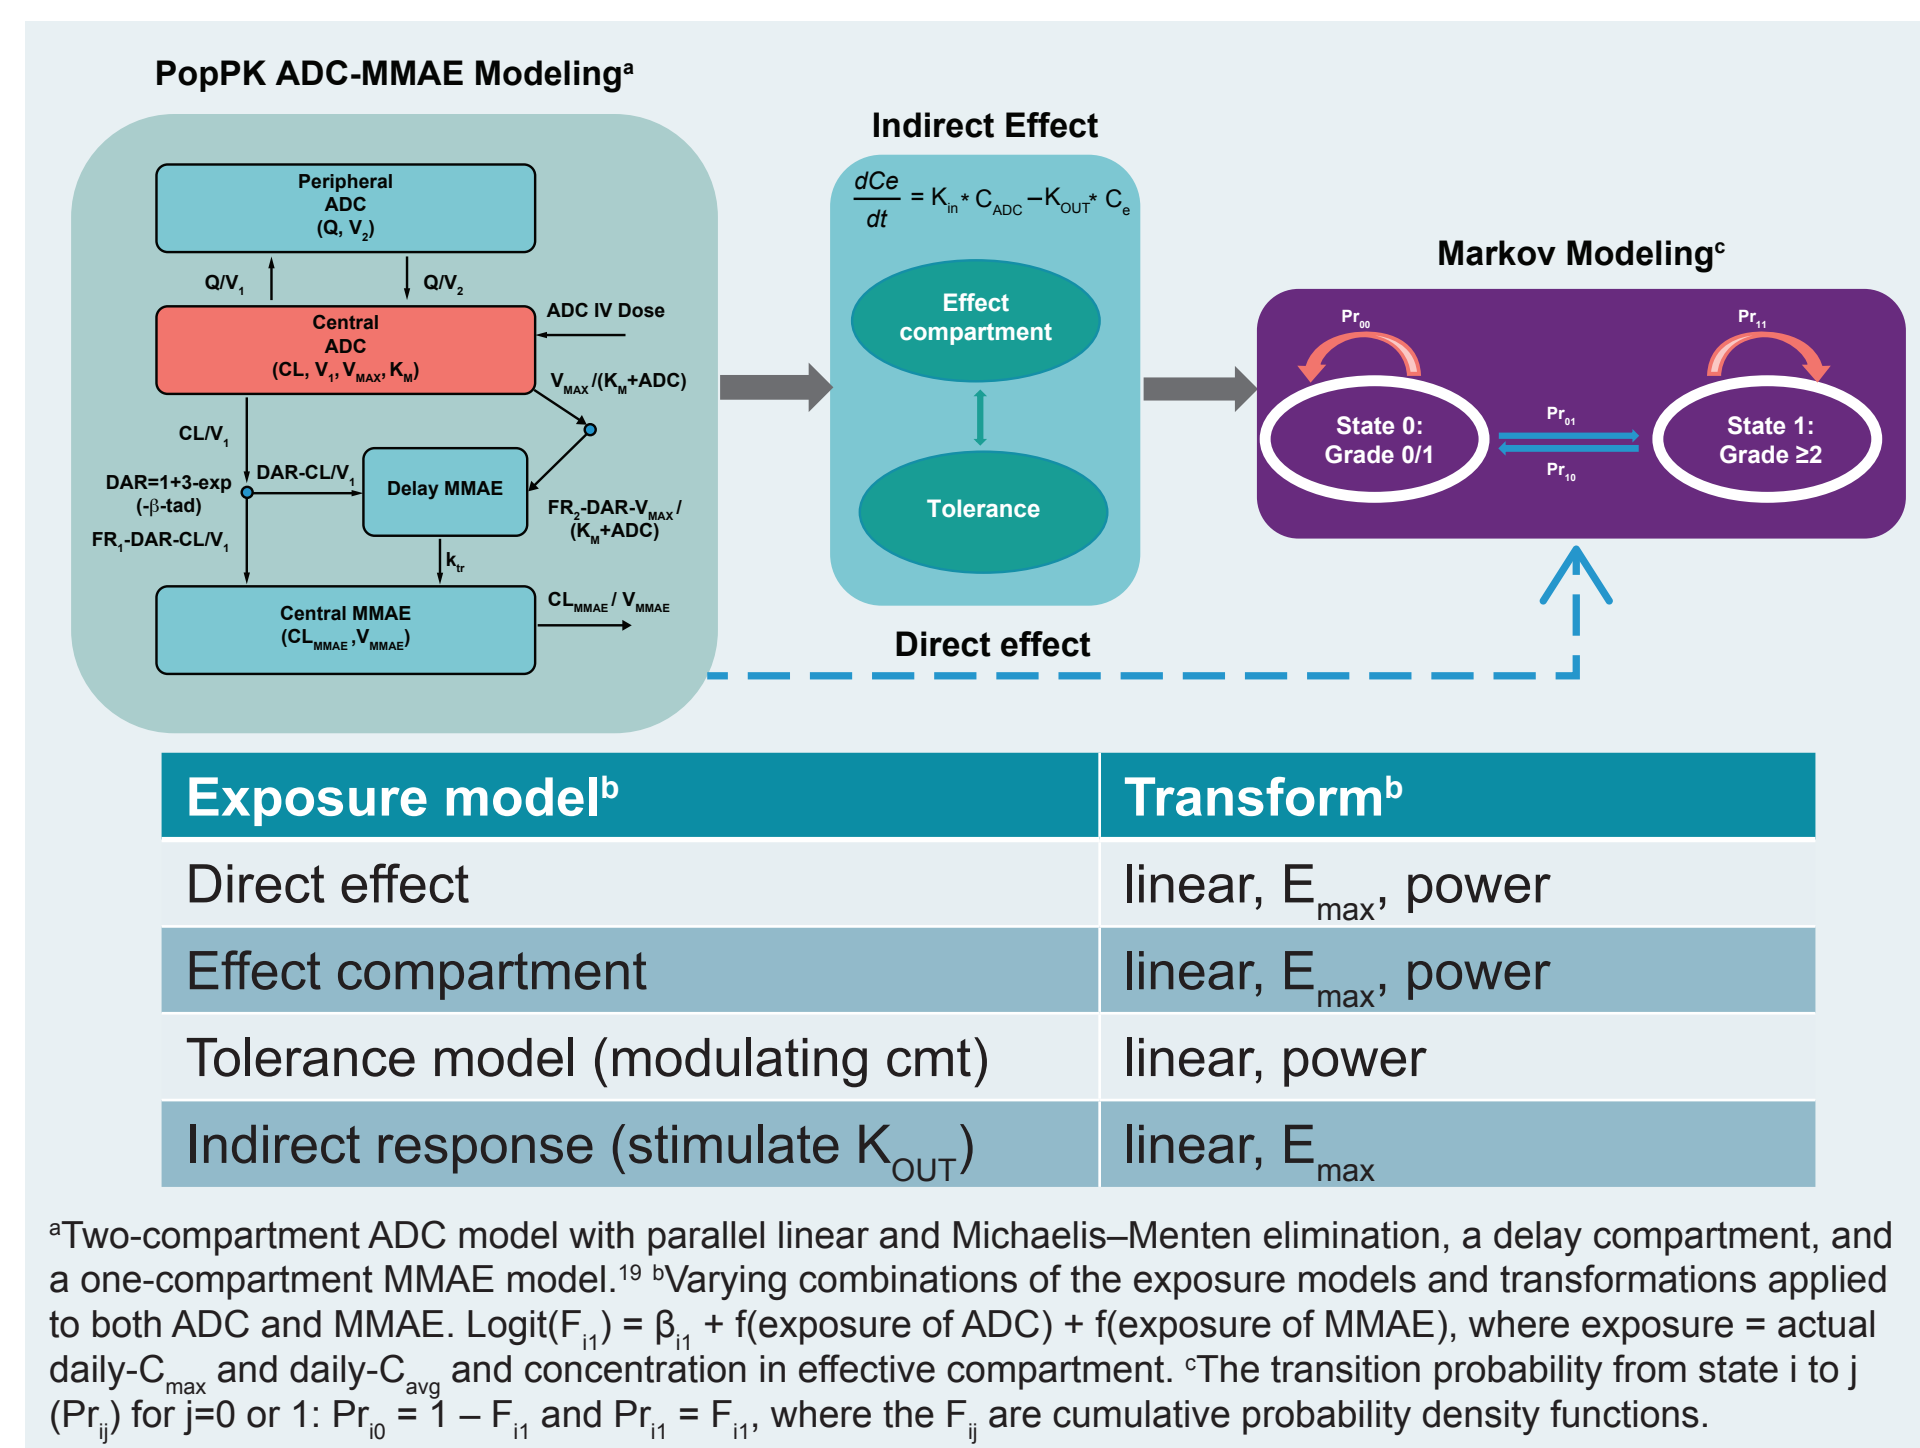 PopPK ADC-MMAE Modelingᵃ
Peripheral
ADC
(Q, V₂)
Q/V₁
Q/V₂
Central
ADC
(CL, V₁, V_MAX, K_M)
ADC IV Dose
V_MAX/(K_M+ADC)
CL/V₁
DAR=1+3-exp
(-β-tad)
DAR-CL/V₁
Delay MMAE
FR₂-DAR-V_MAX/
(K_M+ADC)
FR₁-DAR-CL/V₁
k_tr
Central MMAE
(CL_MMAE, V_MMAE)
CL_MMAE / V_MMAE
Indirect Effect
dCe/dt = K_in * C_ADC – K_OUT * C_e
Effect
compartment
Tolerance
Direct effect
Markov Modelingᶜ
Pr₀₀
Pr₁₁
State 0:
Grade 0/1
Pr₀₁
Pr₁₀
State 1:
Grade ≥2
Exposure modelᵇ Transformᵇ
Direct effect linear, E_max, power
Effect compartment linear, E_max, power
Tolerance model (modulating cmt) linear, power
Indirect response (stimulate K_OUT) linear, E_max
ᵃTwo-compartment ADC model with parallel linear and Michaelis–Menten elimination, a delay compartment, and
a one-compartment MMAE model.¹⁹ ᵇVarying combinations of the exposure models and transformations applied
to both ADC and MMAE. Logit(F_i1) = β_i1 + f(exposure of ADC) + f(exposure of MMAE), where exposure = actual
daily-C_max and daily-C_avg and concentration in effective compartment. ᶜThe transition probability from state i to j
(Pr_ij) for j=0 or 1: Pr_i0 = 1 – F_i1 and Pr_i1 = F_i1, where the F_ij are cumulative probability density functions.